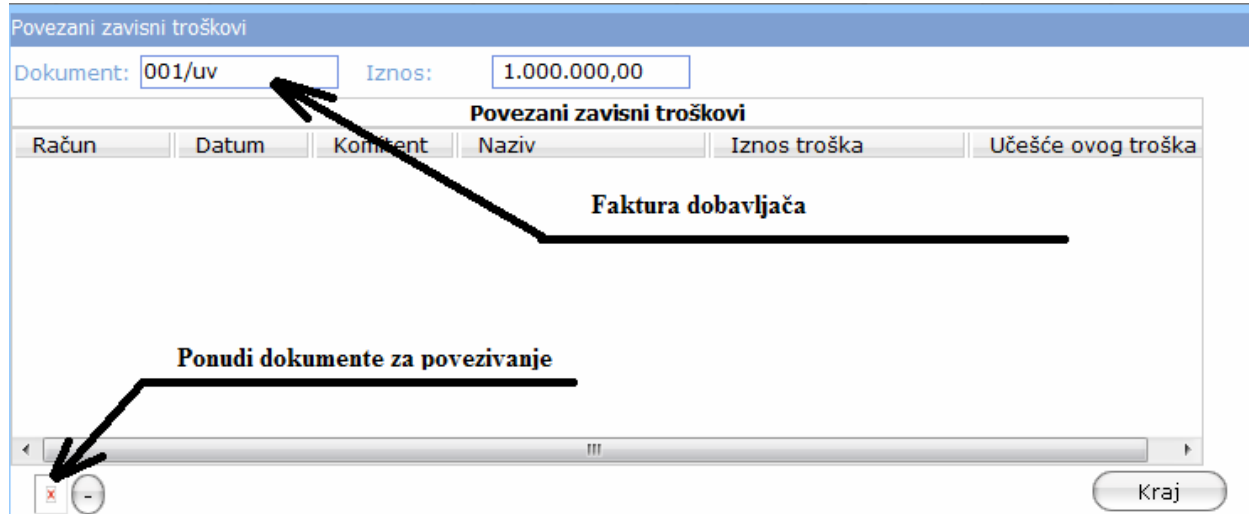 Povezani zavisni troškovi
Dokument: 001/uv Iznos: 1.000.000,00
Povezani zavisni troškovi
Račun Datum Komitent Naziv Iznos troška Učešće ovog troška
Faktura dobavljača
Ponudi dokumente za povezivanje
x - Kraj